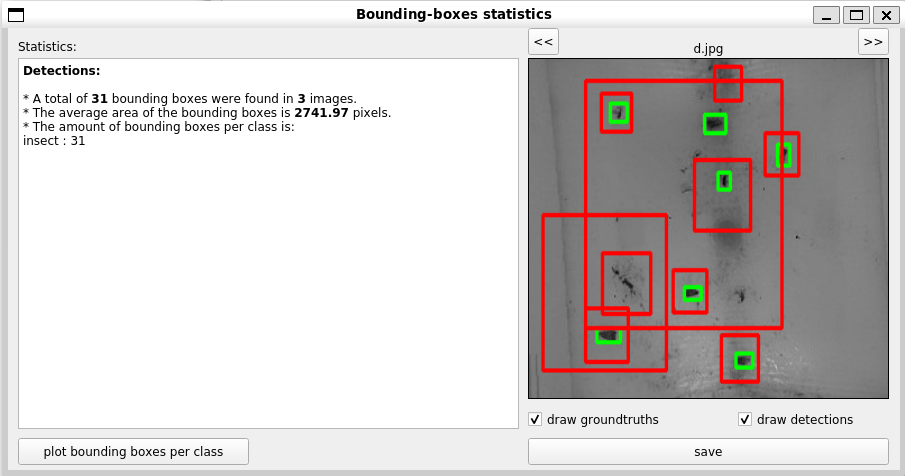 Bounding-boxes statistics
Statistics:
<<
d.jpg
>>
Detections:
* A total of 31 bounding boxes were found in 3 images.
* The average area of the bounding boxes is 2741.97 pixels.
* The amount of bounding boxes per class is:
insect : 31
draw groundtruths
draw detections
plot bounding boxes per class
save